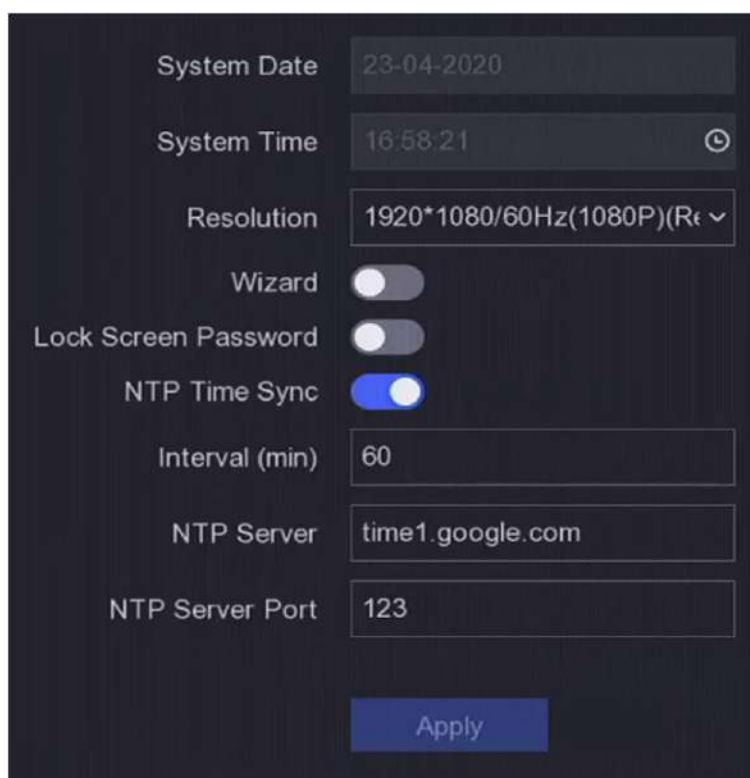 System Date 23-04-2020
System Time 16:58:21
Resolution 1920*1080/60Hz(1080P)(Re
Wizard
Lock Screen Password
NTP Time Sync
Interval (min) 60
NTP Server time1.google.com
NTP Server Port 123
Apply